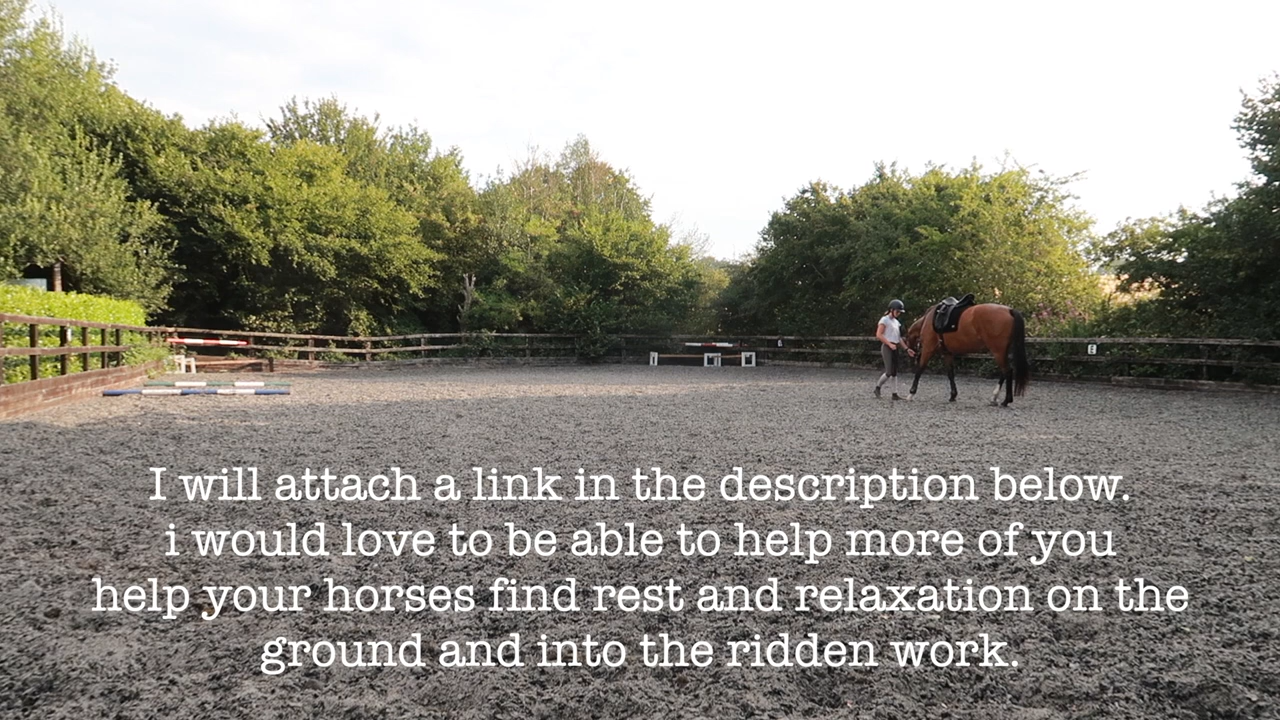 I will attach a link in the description below.
i would love to be able to help more of you
help your horses find rest and relaxation on the
ground and into the ridden work.